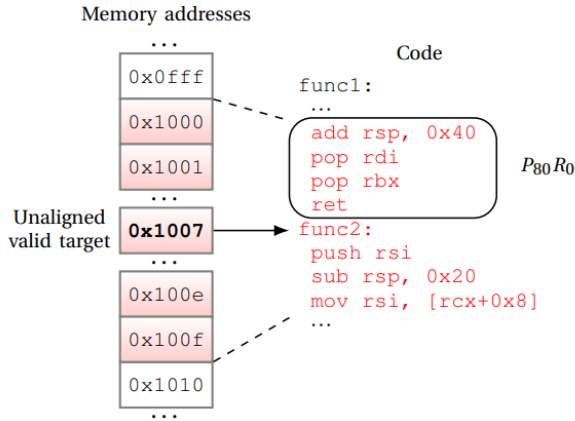 Memory addresses
...
0x0fff
0x1000
0x1001
...
Unaligned
valid target
0x1007
...
0x100e
0x100f
0x1010
...
Code
func1:
...
add rsp, 0x40
pop rdi
pop rbx
ret
P80R0
func2:
push rsi
sub rsp, 0x20
mov rsi, [rcx+0x8]
...